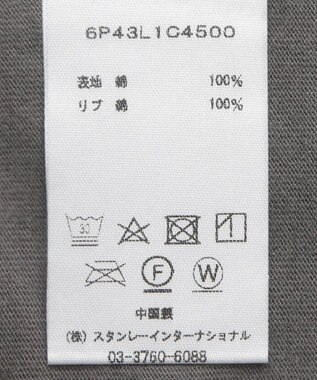 6P43L1C4500
表地 綿 100%
リブ 綿 100%
30
F W
中国製
(株) スタンレーインターナショナル
03-3760-6088